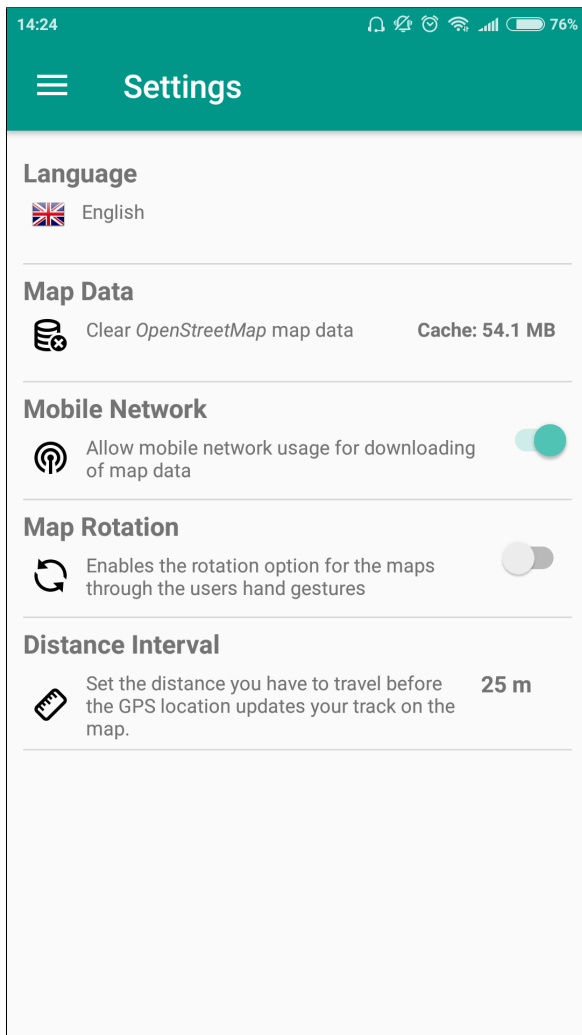 14:24 76%
Settings
Language
English
Map Data
Clear OpenStreetMap map data Cache: 54.1 MB
Mobile Network
Allow mobile network usage for downloading
of map data
Map Rotation
Enables the rotation option for the maps
through the users hand gestures
Distance Interval
Set the distance you have to travel before 25 m
the GPS location updates your track on the
map.